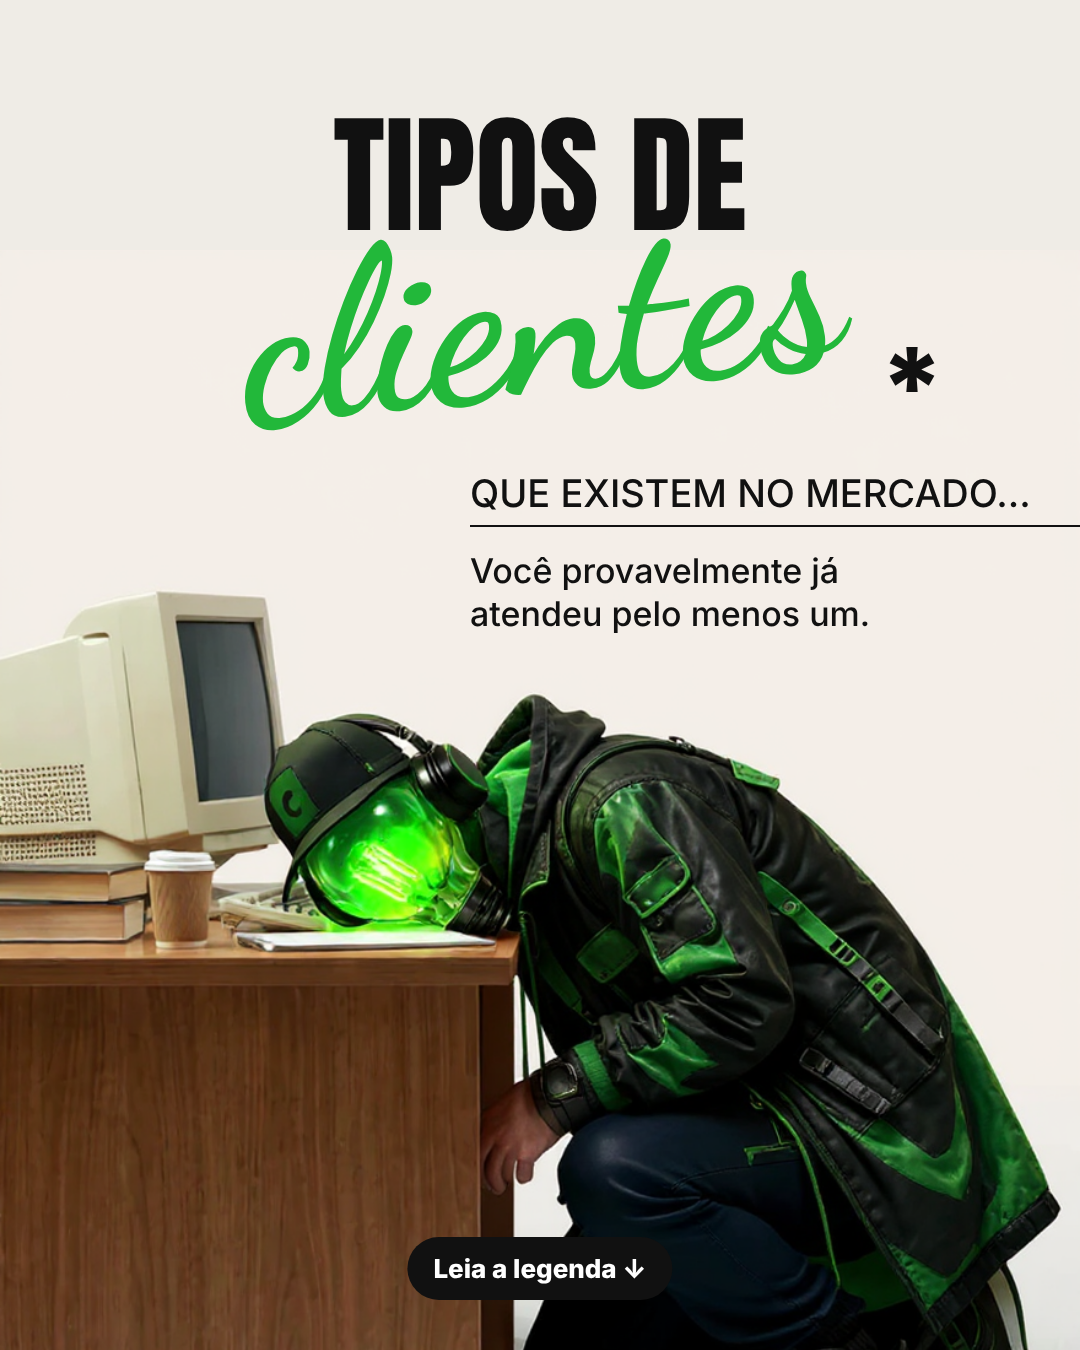 TIPOS DE
clientes
*
QUE EXISTEM NO MERCADO...
Você provavelmente já
atendeu pelo menos um.
C
Leia a legenda ↓